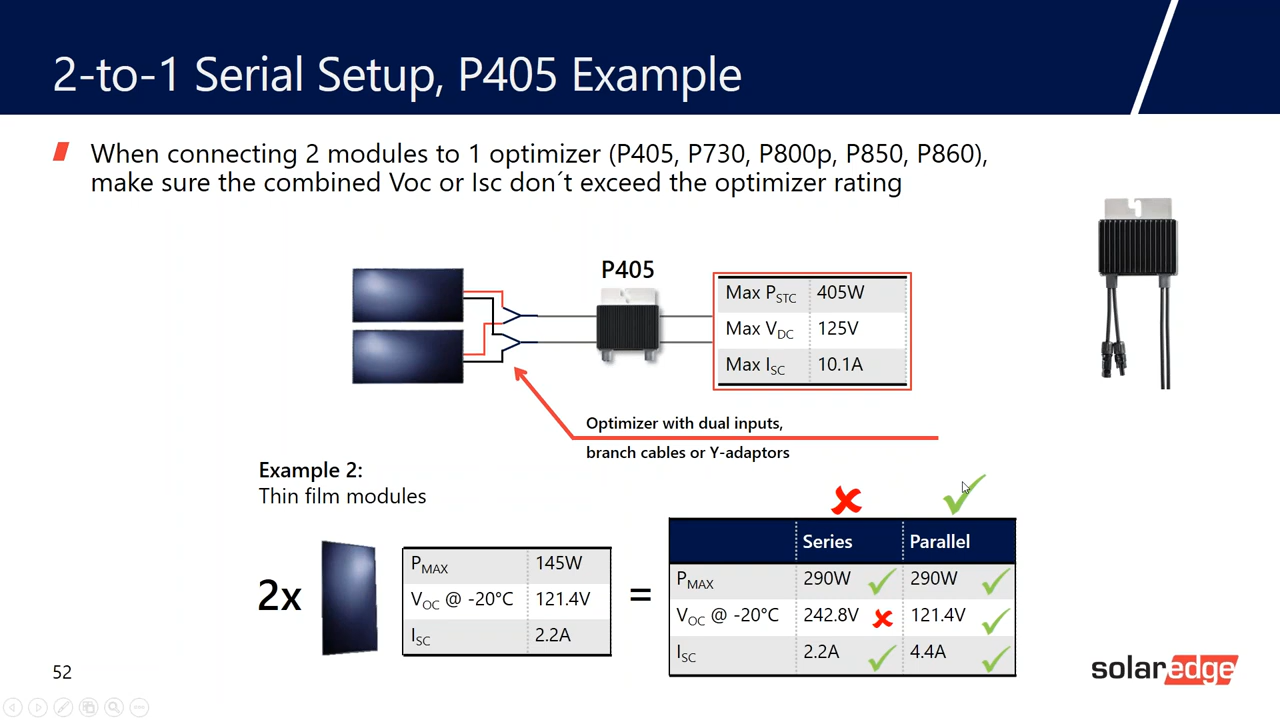 2-to-1 Serial Setup, P405 Example
When connecting 2 modules to 1 optimizer (P405, P730, P800p, P850, P860),
make sure the combined Voc or Isc don´t exceed the optimizer rating
P405
Max PSTC 405W
Max VDC 125V
Max ISC 10.1A
Optimizer with dual inputs,
branch cables or Y-adaptors
Example 2:
Thin film modules
2x
PMAX 145W
VOC @ -20°C 121.4V
ISC 2.2A
=
Series Parallel
PMAX 290W 290W
VOC @ -20°C 242.8V 121.4V
ISC 2.2A 4.4A
52
solaredge